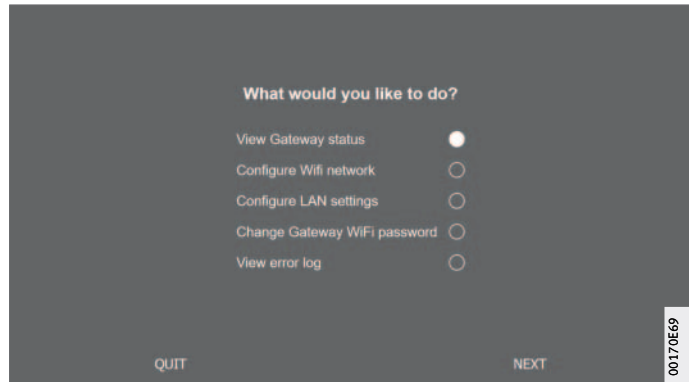 What would you like to do?
View Gateway status
Configure Wifi network
Configure LAN settings
Change Gateway WiFi password
View error log
QUIT
NEXT
00170E69